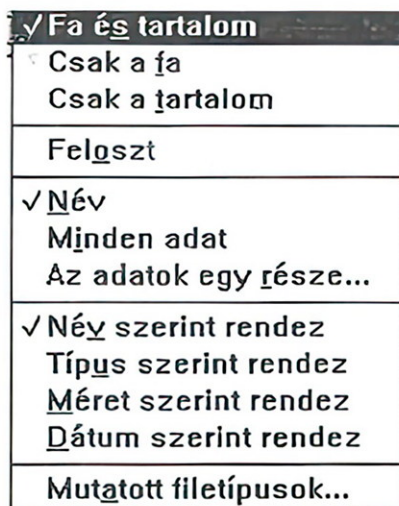 √ Fa és tartalom
Csak a fa
Csak a tartalom
Feloszt
√ Név
Minden adat
Az adatok egy része...
√ Név szerint rendez
Típus szerint rendez
Méret szerint rendez
Dátum szerint rendez
Mutatott filetípusok...